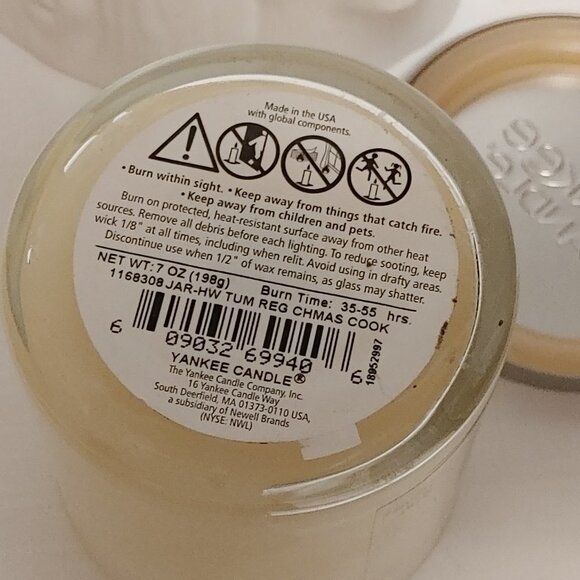 Made in the USA
with global components.
• Burn within sight. • Keep away from things that catch fire.
• Keep away from children and pets.
Burn on protected, heat-resistant surface away from other heat
sources. Remove all debris before each lighting. To reduce sooting, keep
wick 1/8" at all times, including when relit. Avoid using in drafty areas.
Discontinue use when 1/2" of wax remains, as glass may shatter.
NET WT: 7 OZ (198g) Burn Time: 35-55 hrs.
1168308 JAR-HW TUM REG CHMAS COOK
6 09032 69940 6
18952997
YANKEE CANDLE®
The Yankee Candle Company, Inc.
16 Yankee Candle Way
South Deerfield, MA 01373-0110 USA,
a subsidiary of Newell Brands
(NYSE: NWL)